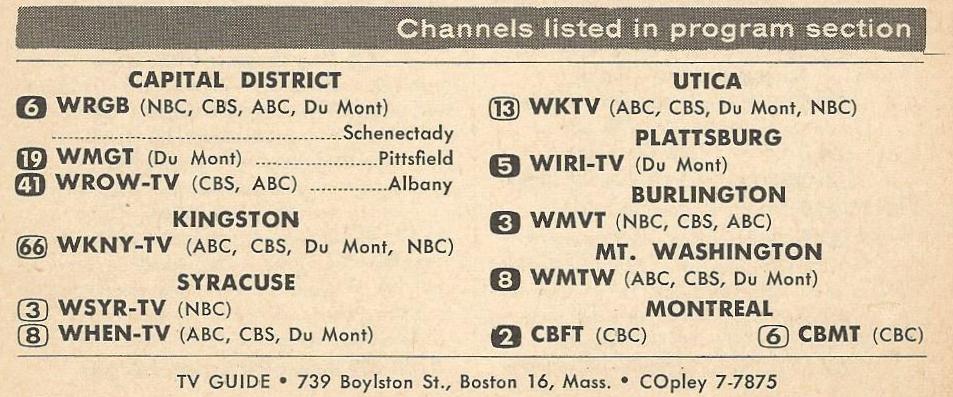 Channels listed in program section
CAPITAL DISTRICT
6 WRGB (NBC, CBS, ABC, Du Mont)
........................................Schenectady
19 WMGT (Du Mont) .................Pittsfield
41 WROW-TV (CBS, ABC) ...........Albany
KINGSTON
66 WKNY-TV (ABC, CBS, Du Mont, NBC)
SYRACUSE
3 WSYR-TV (NBC)
8 WHEN-TV (ABC, CBS, Du Mont)
UTICA
13 WKTV (ABC, CBS, Du Mont, NBC)
PLATTSBURG
5 WIRI-TV (Du Mont)
BURLINGTON
3 WMVT (NBC, CBS, ABC)
MT. WASHINGTON
8 WMTW (ABC, CBS, Du Mont)
MONTREAL
2 CBFT (CBC) 6 CBMT (CBC)
TV GUIDE • 739 Boylston St., Boston 16, Mass. • COpley 7-7875